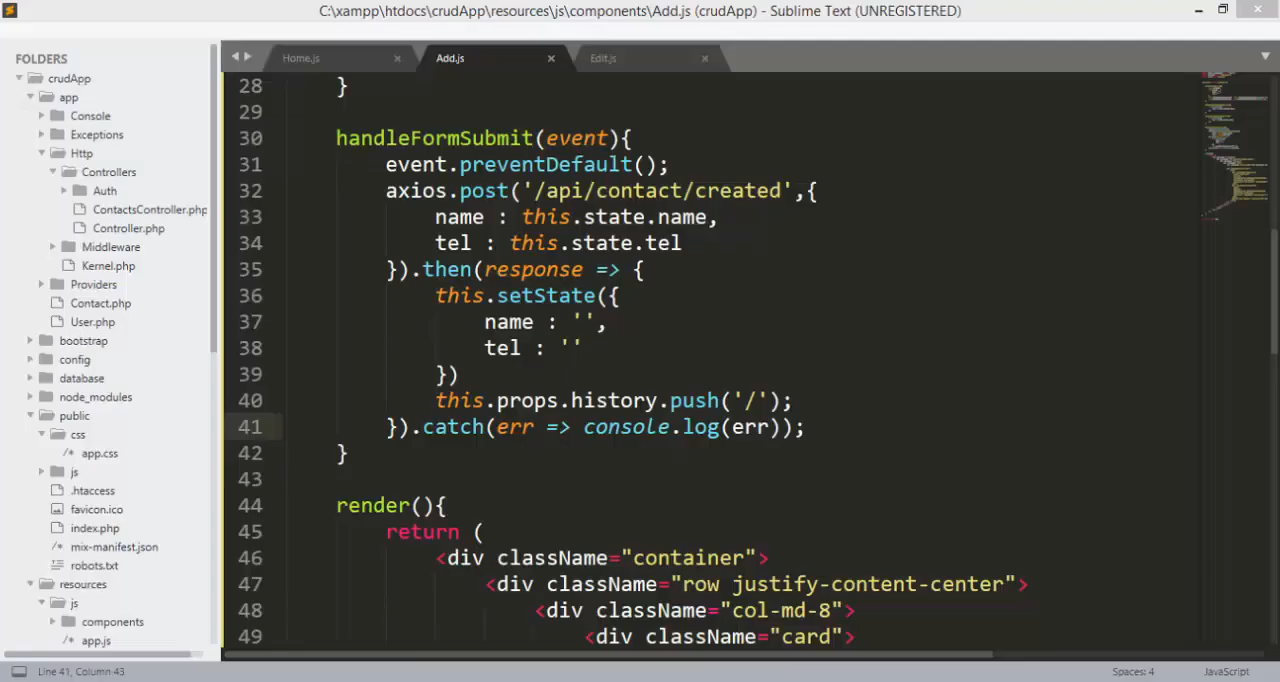 C:\xampp\htdocs\crudApp\resources\js\components\Add.js (crudApp) - Sublime Text (UNREGISTERED)
FOLDERS
crudApp
app
Console
Exceptions
Http
Controllers
Auth
ContactsController.php
Controller.php
Middleware
Kernel.php
Providers
Contact.php
User.php
bootstrap
config
database
node_modules
public
css
/* app.css
js
.htaccess
favicon.ico
index.php
/* mix-manifest.json
robots.txt
resources
js
components
/* app.js
Home.js
Add.js
Edit.js
28 }
29
30 handleFormSubmit(event){
31 event.preventDefault();
32 axios.post('/api/contact/created',{
33 name : this.state.name,
34 tel : this.state.tel
35 }).then(response => {
36 this.setState({
37 name : '',
38 tel : ''
39 })
40 this.props.history.push('/');
41 }).catch(err => console.log(err));
42 }
43
44 render(){
45 return (
46 <div className="container">
47 <div className="row justify-content-center">
48 <div className="col-md-8">
49 <div className="card">
Line 41, Column 43
Spaces: 4
JavaScript